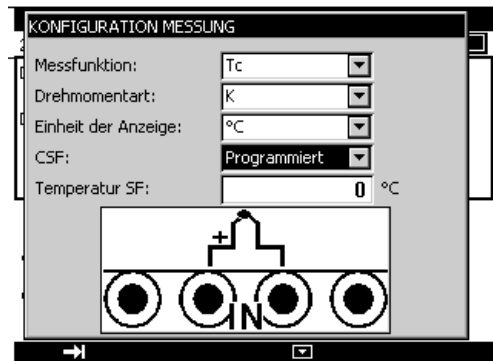 KONFIGURATION MESSUNG
Messfunktion: Tc
Drehmomentart: K
Einheit der Anzeige: °C
CSF: Programmiert
Temperatur SF: 0 °C
+
IN